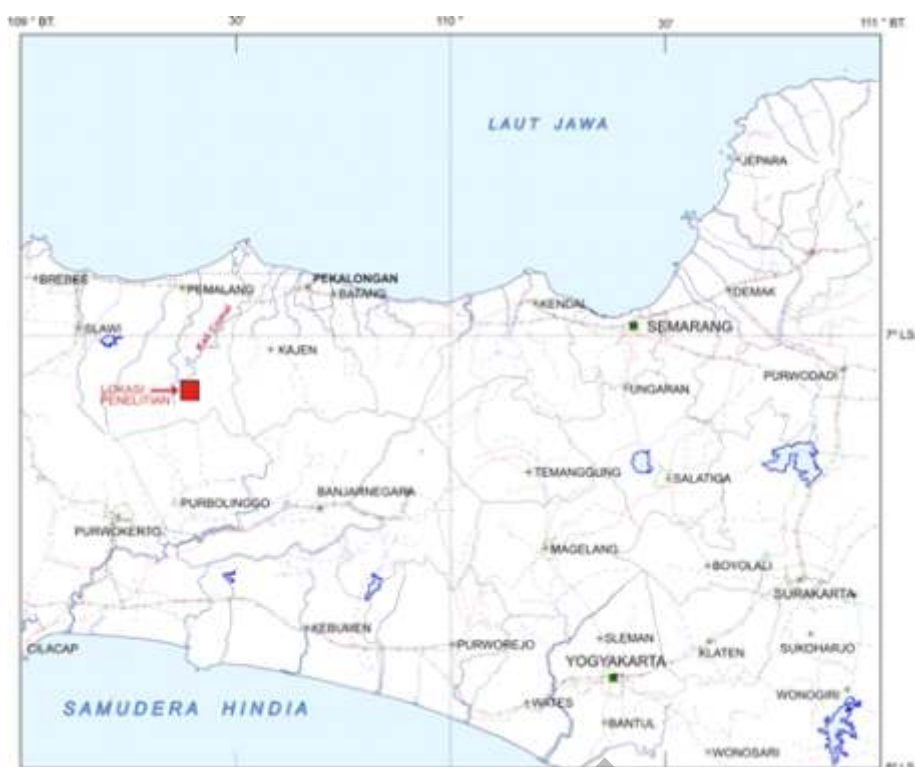 109 ° BT.
30'
110 °
30'
111 ° BT.
LAUT JAWA
JEPARA
BREBES
PEMALANG
PEKALONGAN
BATANG
KENDAL
DEMAK
SLAWI
Kali Comal
SEMARANG
7° LS.
KAJEN
PURWODADI
LOKASI
PENELITIAN
UNGARAN
TEMANGGUNG
SALATIGA
BANJARNEGARA
PURBOLINGGO
PURWOKERTO
MAGELANG
BOYOLALI
SURAKARTA
KEBUMEN
PURWOREJO
SLEMAN
KLATEN
SUKOHARJO
CILACAP
YOGYAKARTA
WONOGIRI
SAMUDERA HINDIA
WATES
BANTUL
WONOSARI